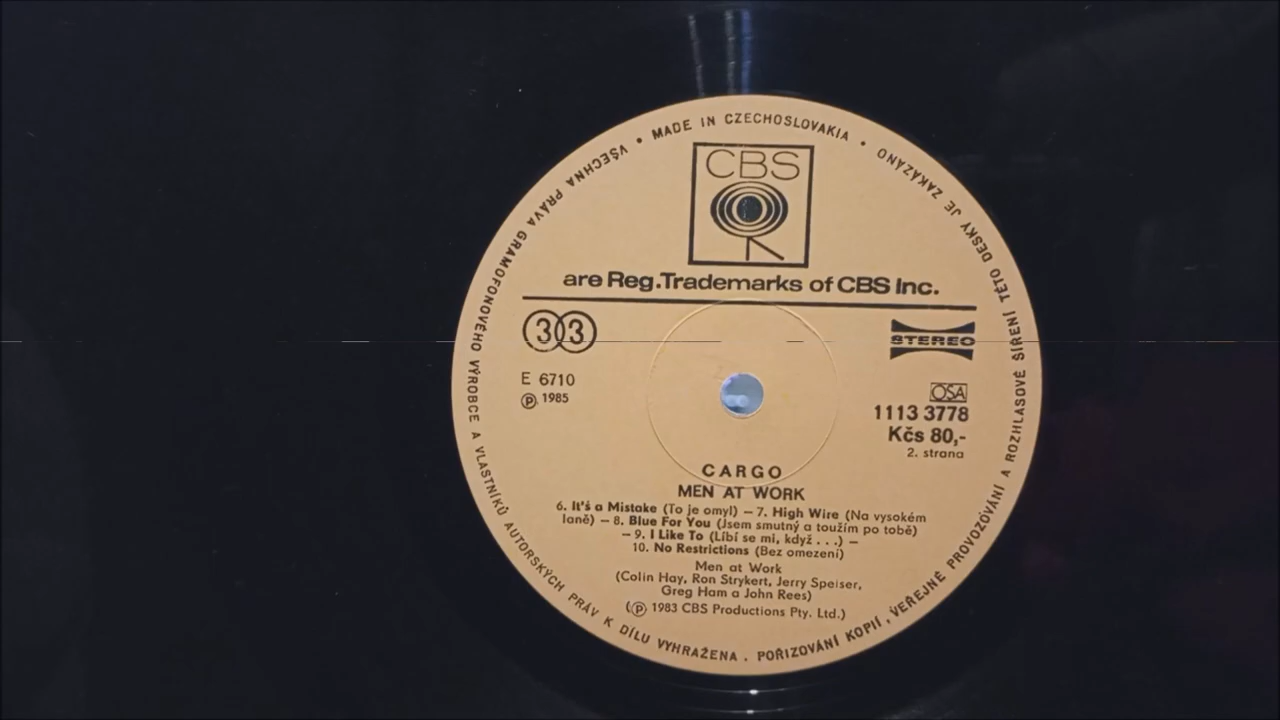 • MADE IN CZECHOSLOVAKIA •
VŠECHNA PRÁVA GRAMOFONOVÉHO VÝROBCE A VLASTNÍKŮ AUTORSKÝCH PRÁV K DÍLU VYHRAŽENA . POŘIZOVÁNÍ KOPIÍ, VEŘEJNÉ PROVOZOVÁNÍ A ROZHLASOVÉ ŠÍŘENÍ TÉTO DESKY JE ZAKÁZÁNO
CBS
are Reg.Trademarks of CBS Inc.
33
STEREO
E 6710
Ⓟ 1985
OSA
1113 3778
Kčs 80,-
2. strana
CARGO
MEN AT WORK
6. It's a Mistake (To je omyl) – 7. High Wire (Na vysokém
laně) – 8. Blue For You (Jsem smutný a toužím po tobě)
– 9. I Like To (Líbí se mi, když . . .) –
10. No Restrictions (Bez omezení)
Men at Work
(Colin Hay, Ron Strykert, Jerry Speiser,
Greg Ham a John Rees)
(Ⓟ 1983 CBS Productions Pty. Ltd.)